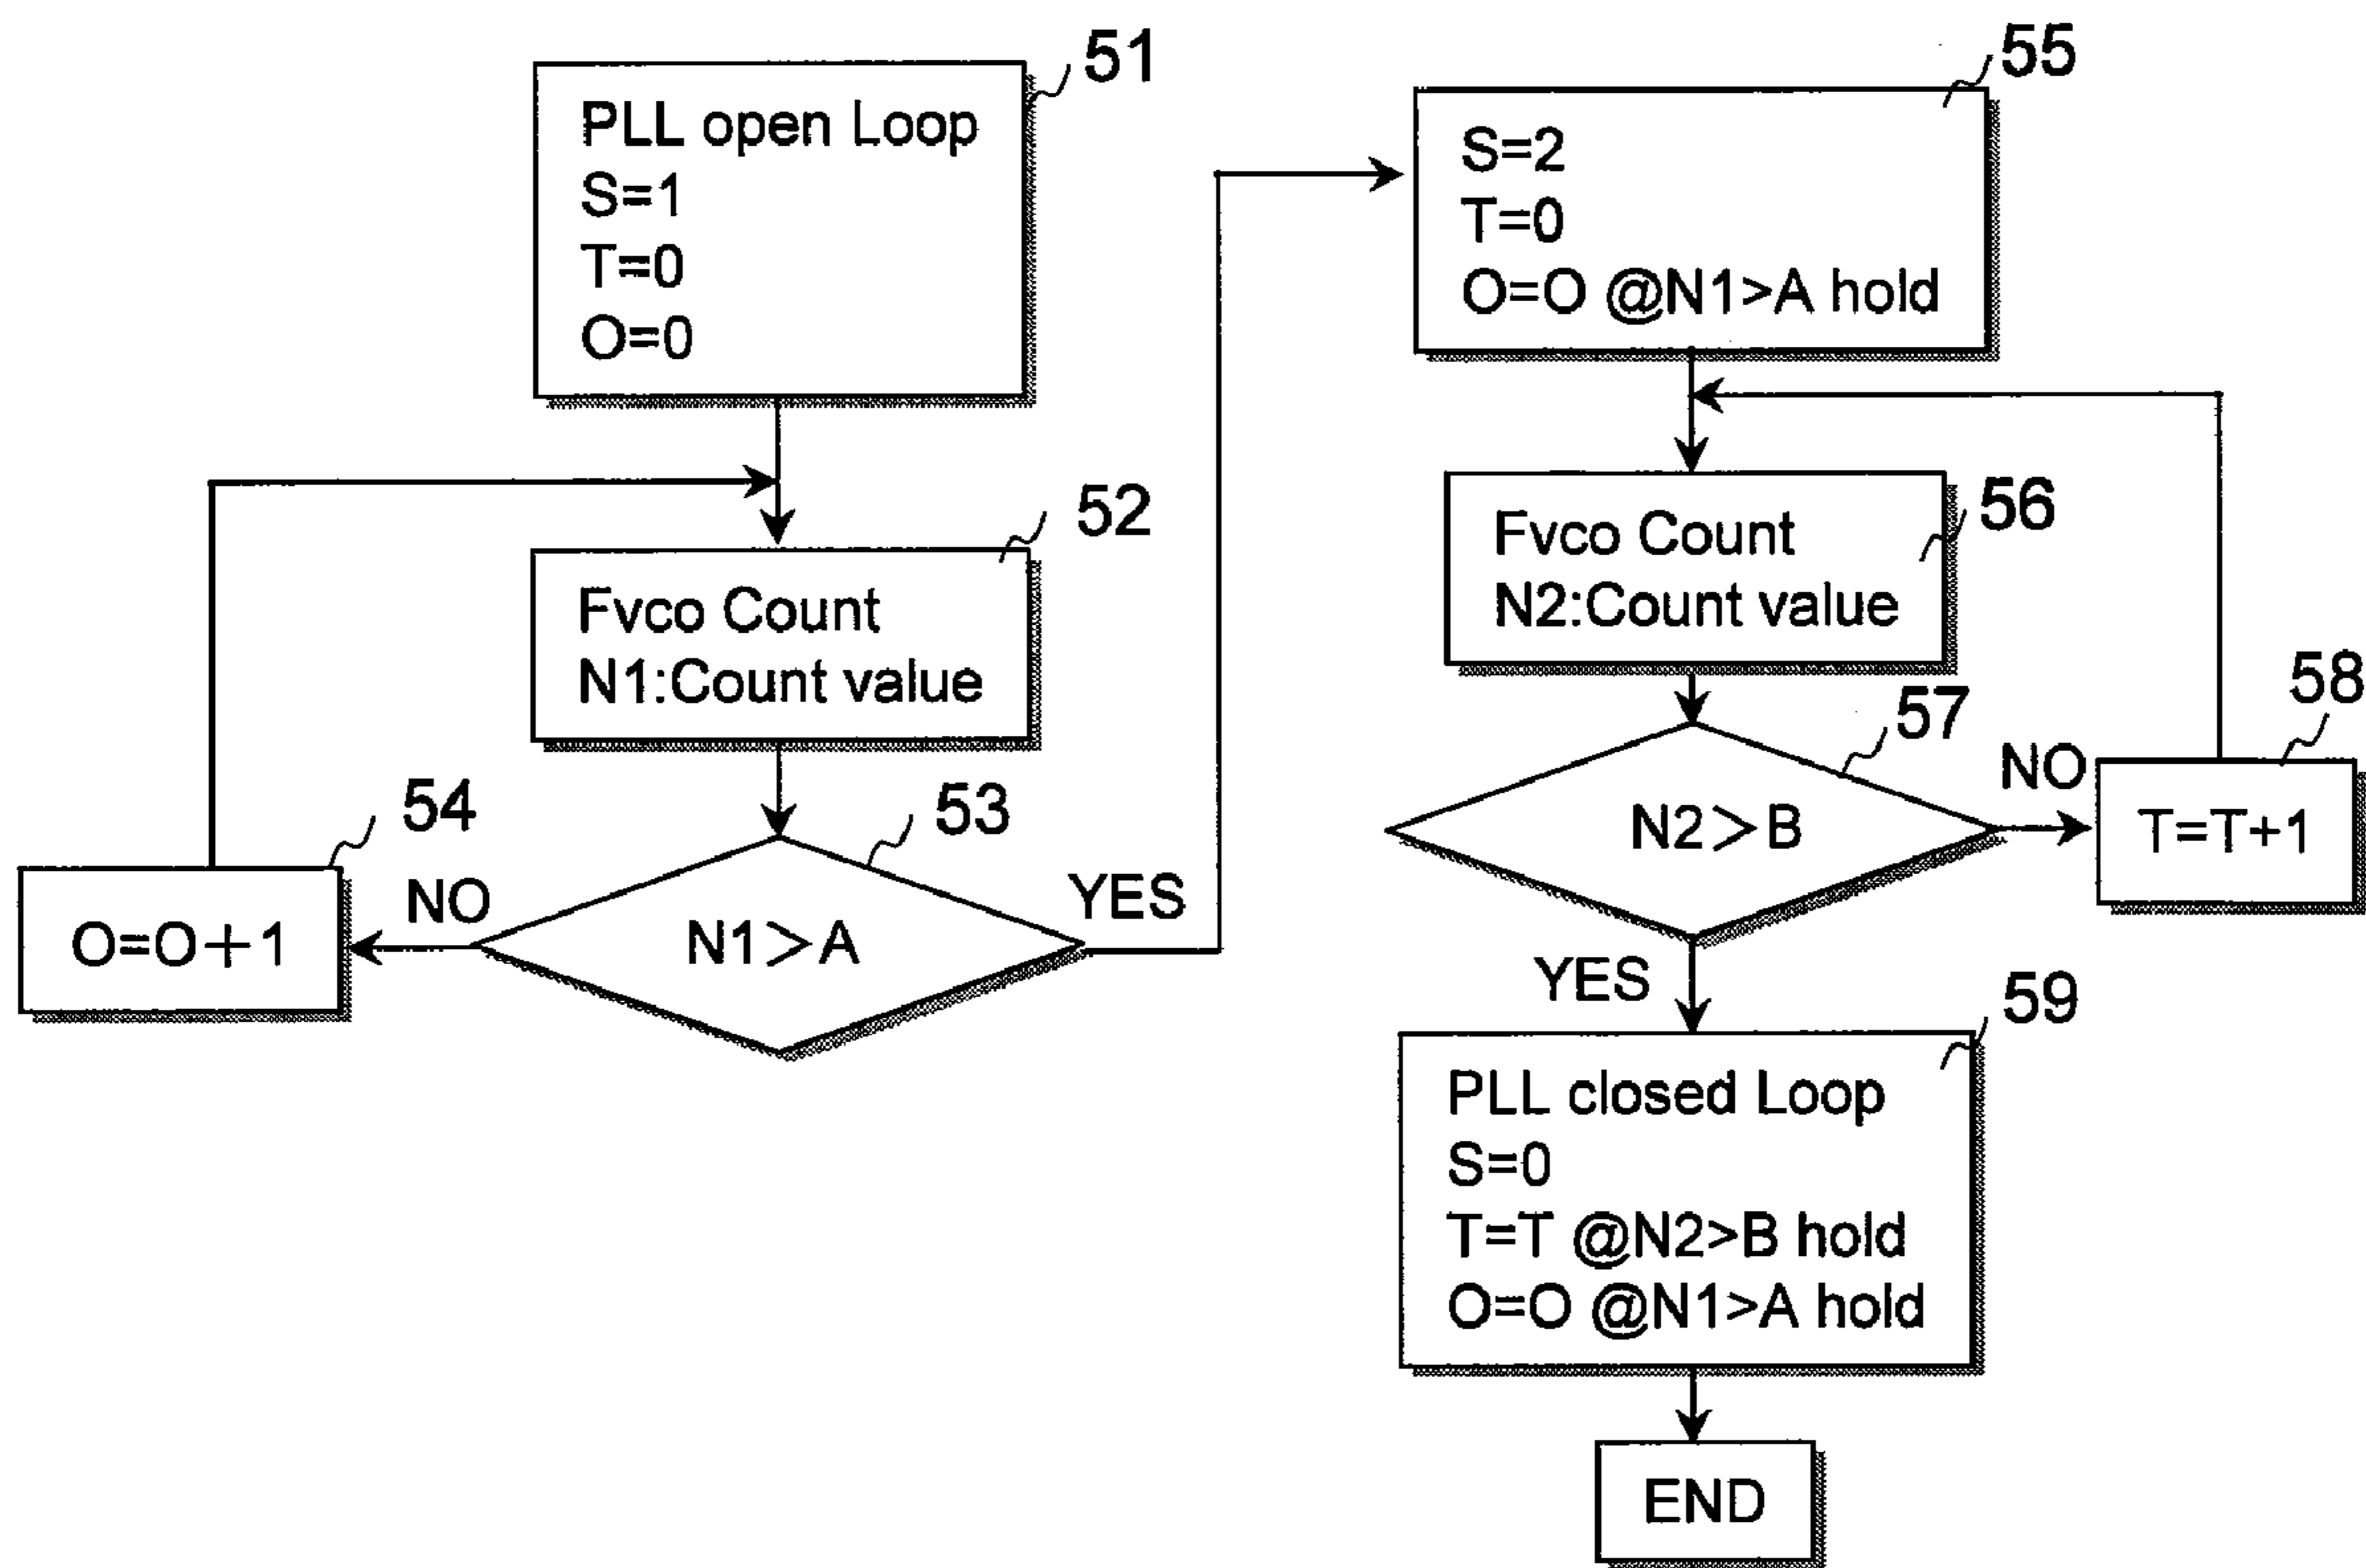 51
PLL open Loop
S=1
T=0
O=0
52
Fvco Count
N1:Count value
53
N1>A
NO
YES
54
O=O+1
55
S=2
T=0
O=O @N1>A hold
56
Fvco Count
N2:Count value
57
N2>B
NO
YES
58
T=T+1
59
PLL closed Loop
S=0
T=T @N2>B hold
O=O @N1>A hold
END